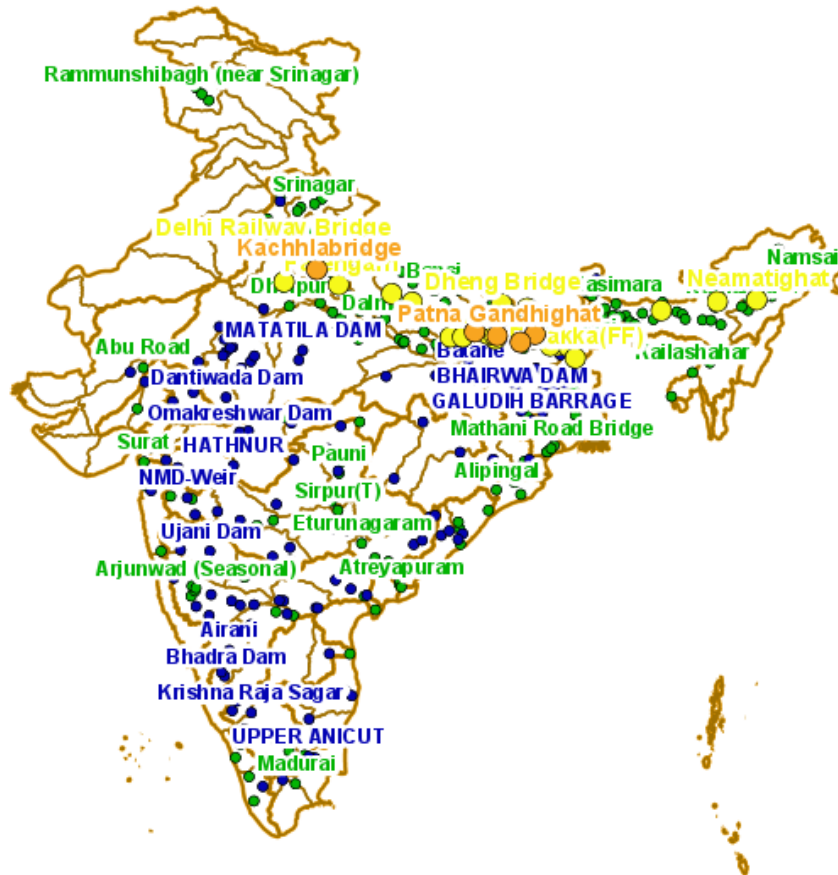 Rammunshibagh (near Srinagar)
Srinagar
Delhi Railway Bridge
Kachhlabridge
Namsai
Dheng Bridge
Neamatighat
Patna Gandhighat
MATATILA DAM
Abu Road
Kailashahar
Dantiwada Dam
BHAIRWA DAM
Omakreshwar Dam
GALUDIH BARRAGE
Surat
HATHNUR
Mathani Road Bridge
Pauni
NMD-Weir
Alipingal
Sirpur(T)
Ujani Dam
Eturunagaram
Arjunwad (Seasonal)
Atreyapuram
Airani
Bhadra Dam
Krishna Raja Sagar
UPPER ANICUT
Madurai